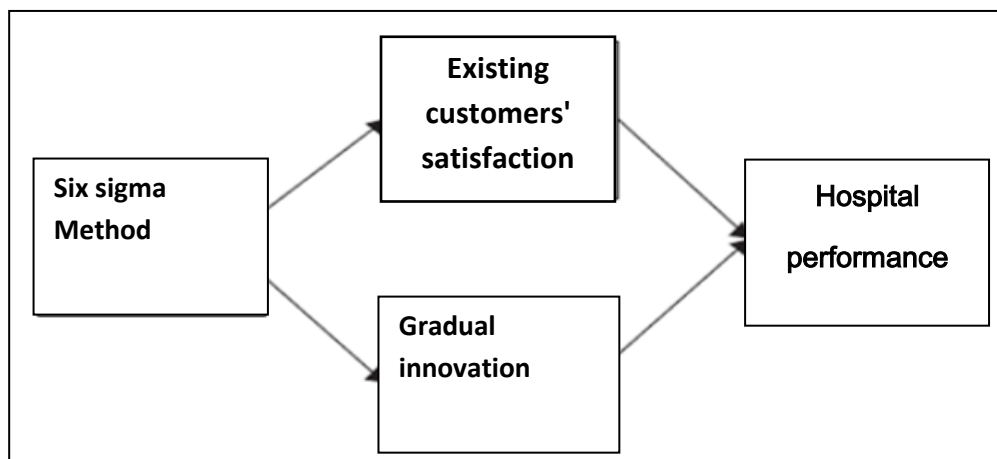 Existing
customers'
satisfaction
Six sigma
Method
Hospital
performance
Gradual
innovation